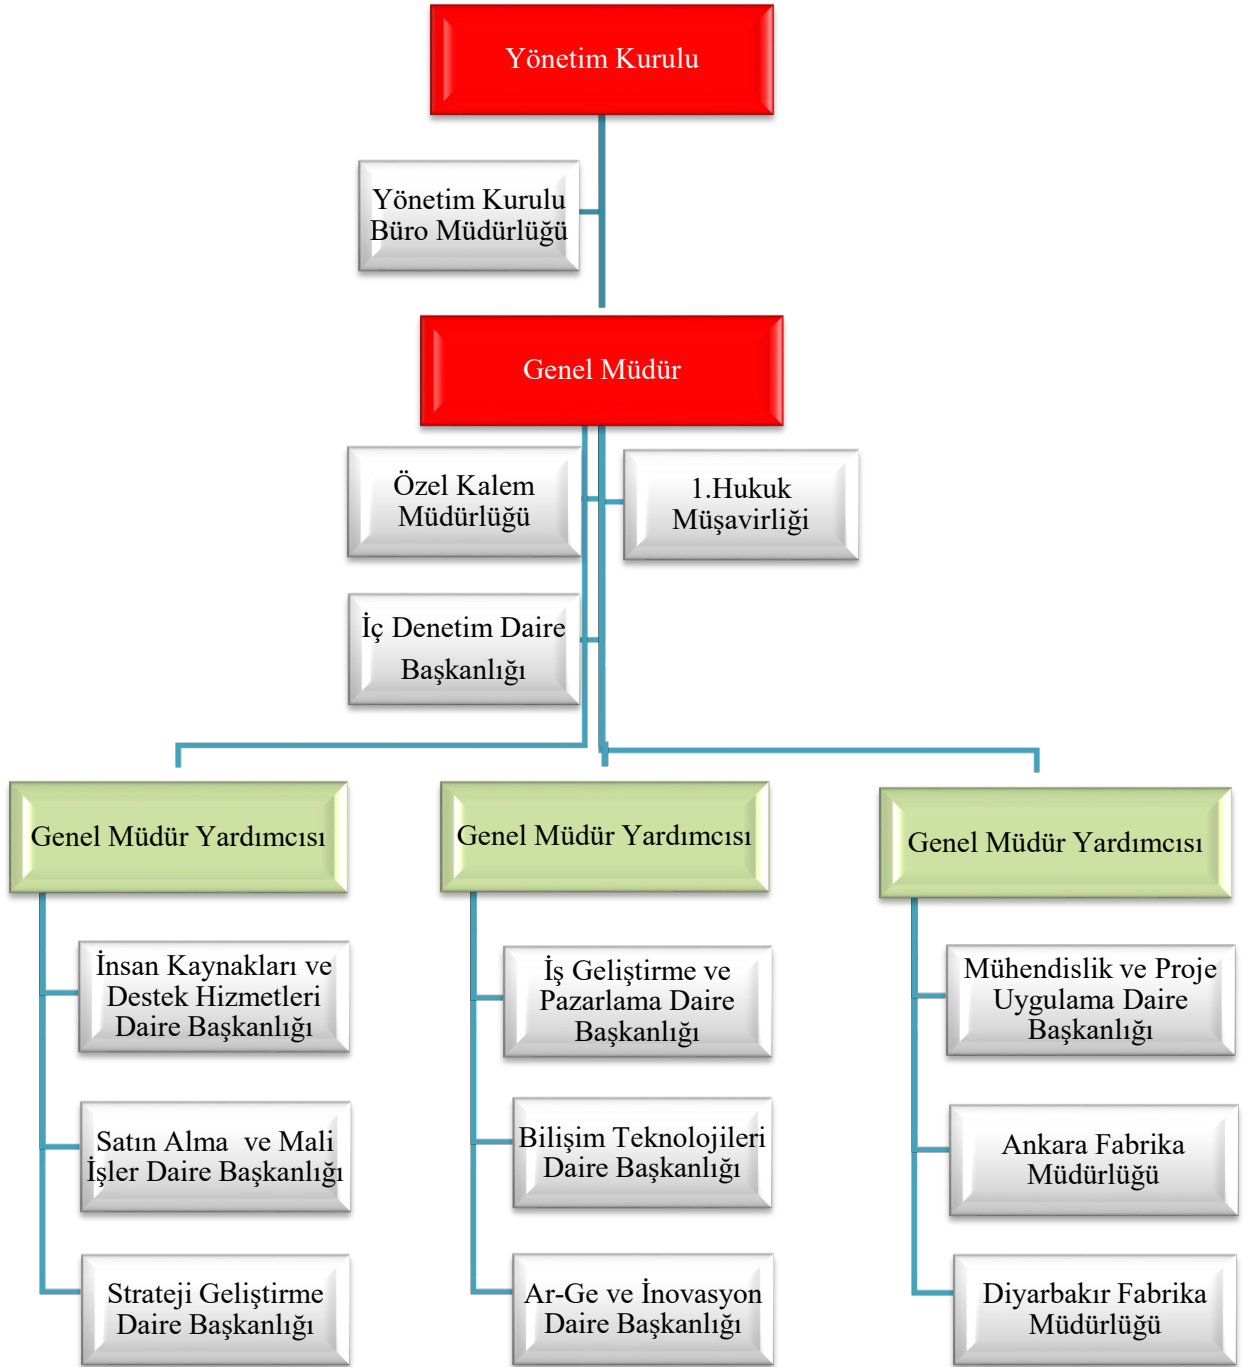 Yönetim Kurulu
Yönetim Kurulu
Büro Müdürlüğü
Genel Müdür
Özel Kalem
Müdürlüğü
1.Hukuk
Müşavirliği
İç Denetim Daire
Başkanlığı
Genel Müdür Yardımcısı
İnsan Kaynakları ve
Destek Hizmetleri
Daire Başkanlığı
Satın Alma  ve Mali
İşler Daire Başkanlığı
Strateji Geliştirme
Daire Başkanlığı
Genel Müdür Yardımcısı
İş Geliştirme ve
Pazarlama Daire
Başkanlığı
Bilişim Teknolojileri
Daire Başkanlığı
Ar-Ge ve İnovasyon
Daire Başkanlığı
Genel Müdür Yardımcısı
Mühendislik ve Proje
Uygulama Daire
Başkanlığı
Ankara Fabrika
Müdürlüğü
Diyarbakır Fabrika
Müdürlüğü